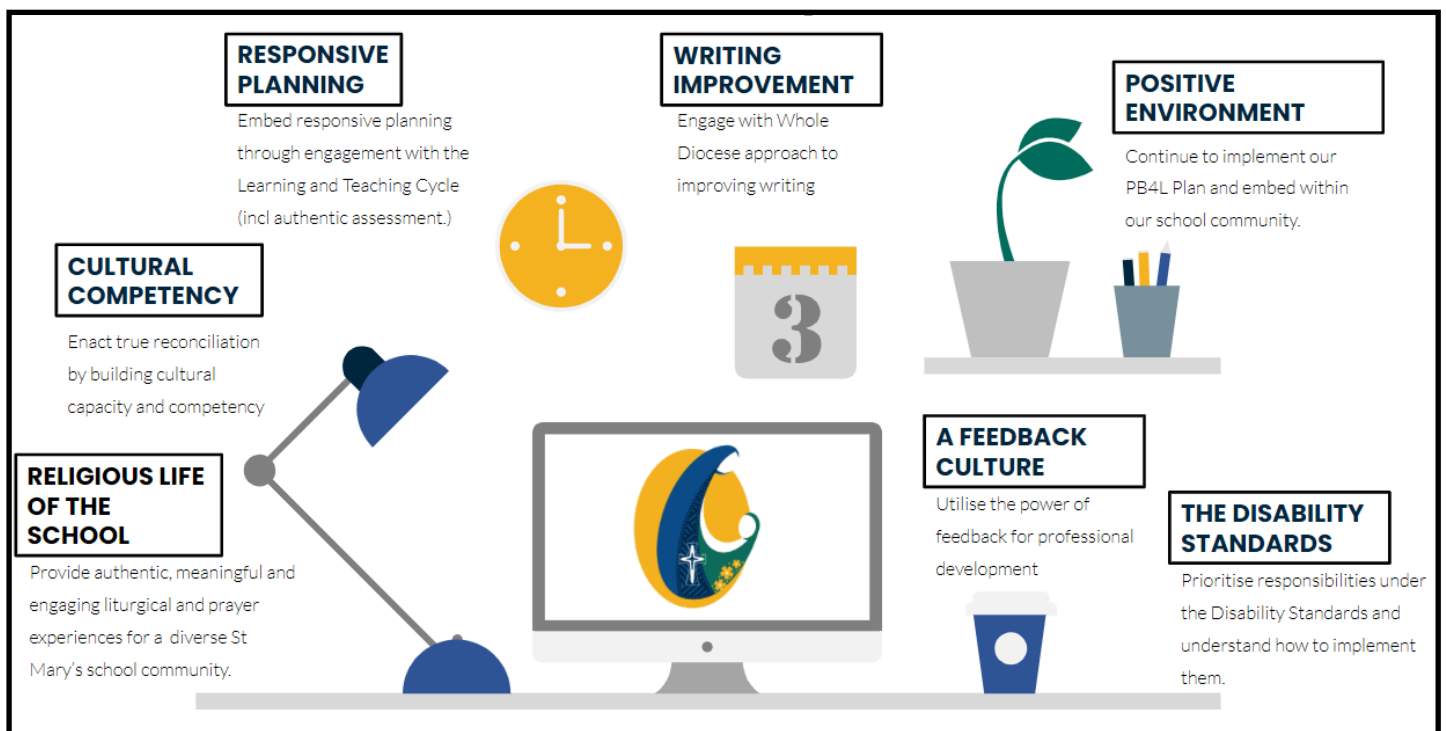 RESPONSIVE
PLANNING
Embed responsive planning
through engagement with the
Learning and Teaching Cycle
(incl authentic assessment.)
WRITING
IMPROVEMENT
Engage with Whole
Diocese approach to
improving writing
POSITIVE
ENVIRONMENT
Continue to implement our
PB4L Plan and embed within
our school community.
CULTURAL
COMPETENCY
Enact true reconciliation
by building cultural
capacity and competency
3
RELIGIOUS LIFE
OF THE
SCHOOL
Provide authentic, meaningful and
engaging liturgical and prayer
experiences for a diverse St
Mary's school community.
A FEEDBACK
CULTURE
Utilise the power of
feedback for professional
development
THE DISABILITY
STANDARDS
Prioritise responsibilities under
the Disability Standards and
understand how to implement
them.